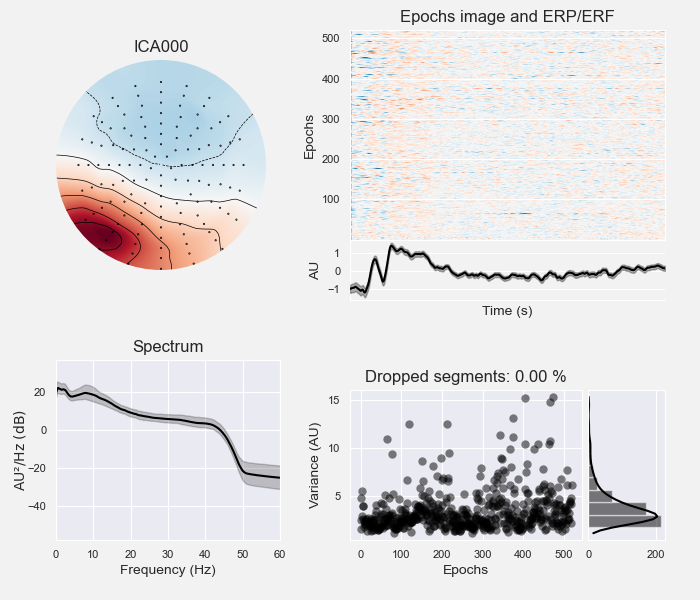 ICA000
Epochs image and ERP/ERF
Epochs
500
400
300
200
100
AU
1
0
−1
Time (s)
Spectrum
AU²/Hz (dB)
20
0
−20
−40
0 10 20 30 40 50 60
Frequency (Hz)
Dropped segments: 0.00 %
Variance (AU)
15
10
5
0 100 200 300 400 500
Epochs
0 200